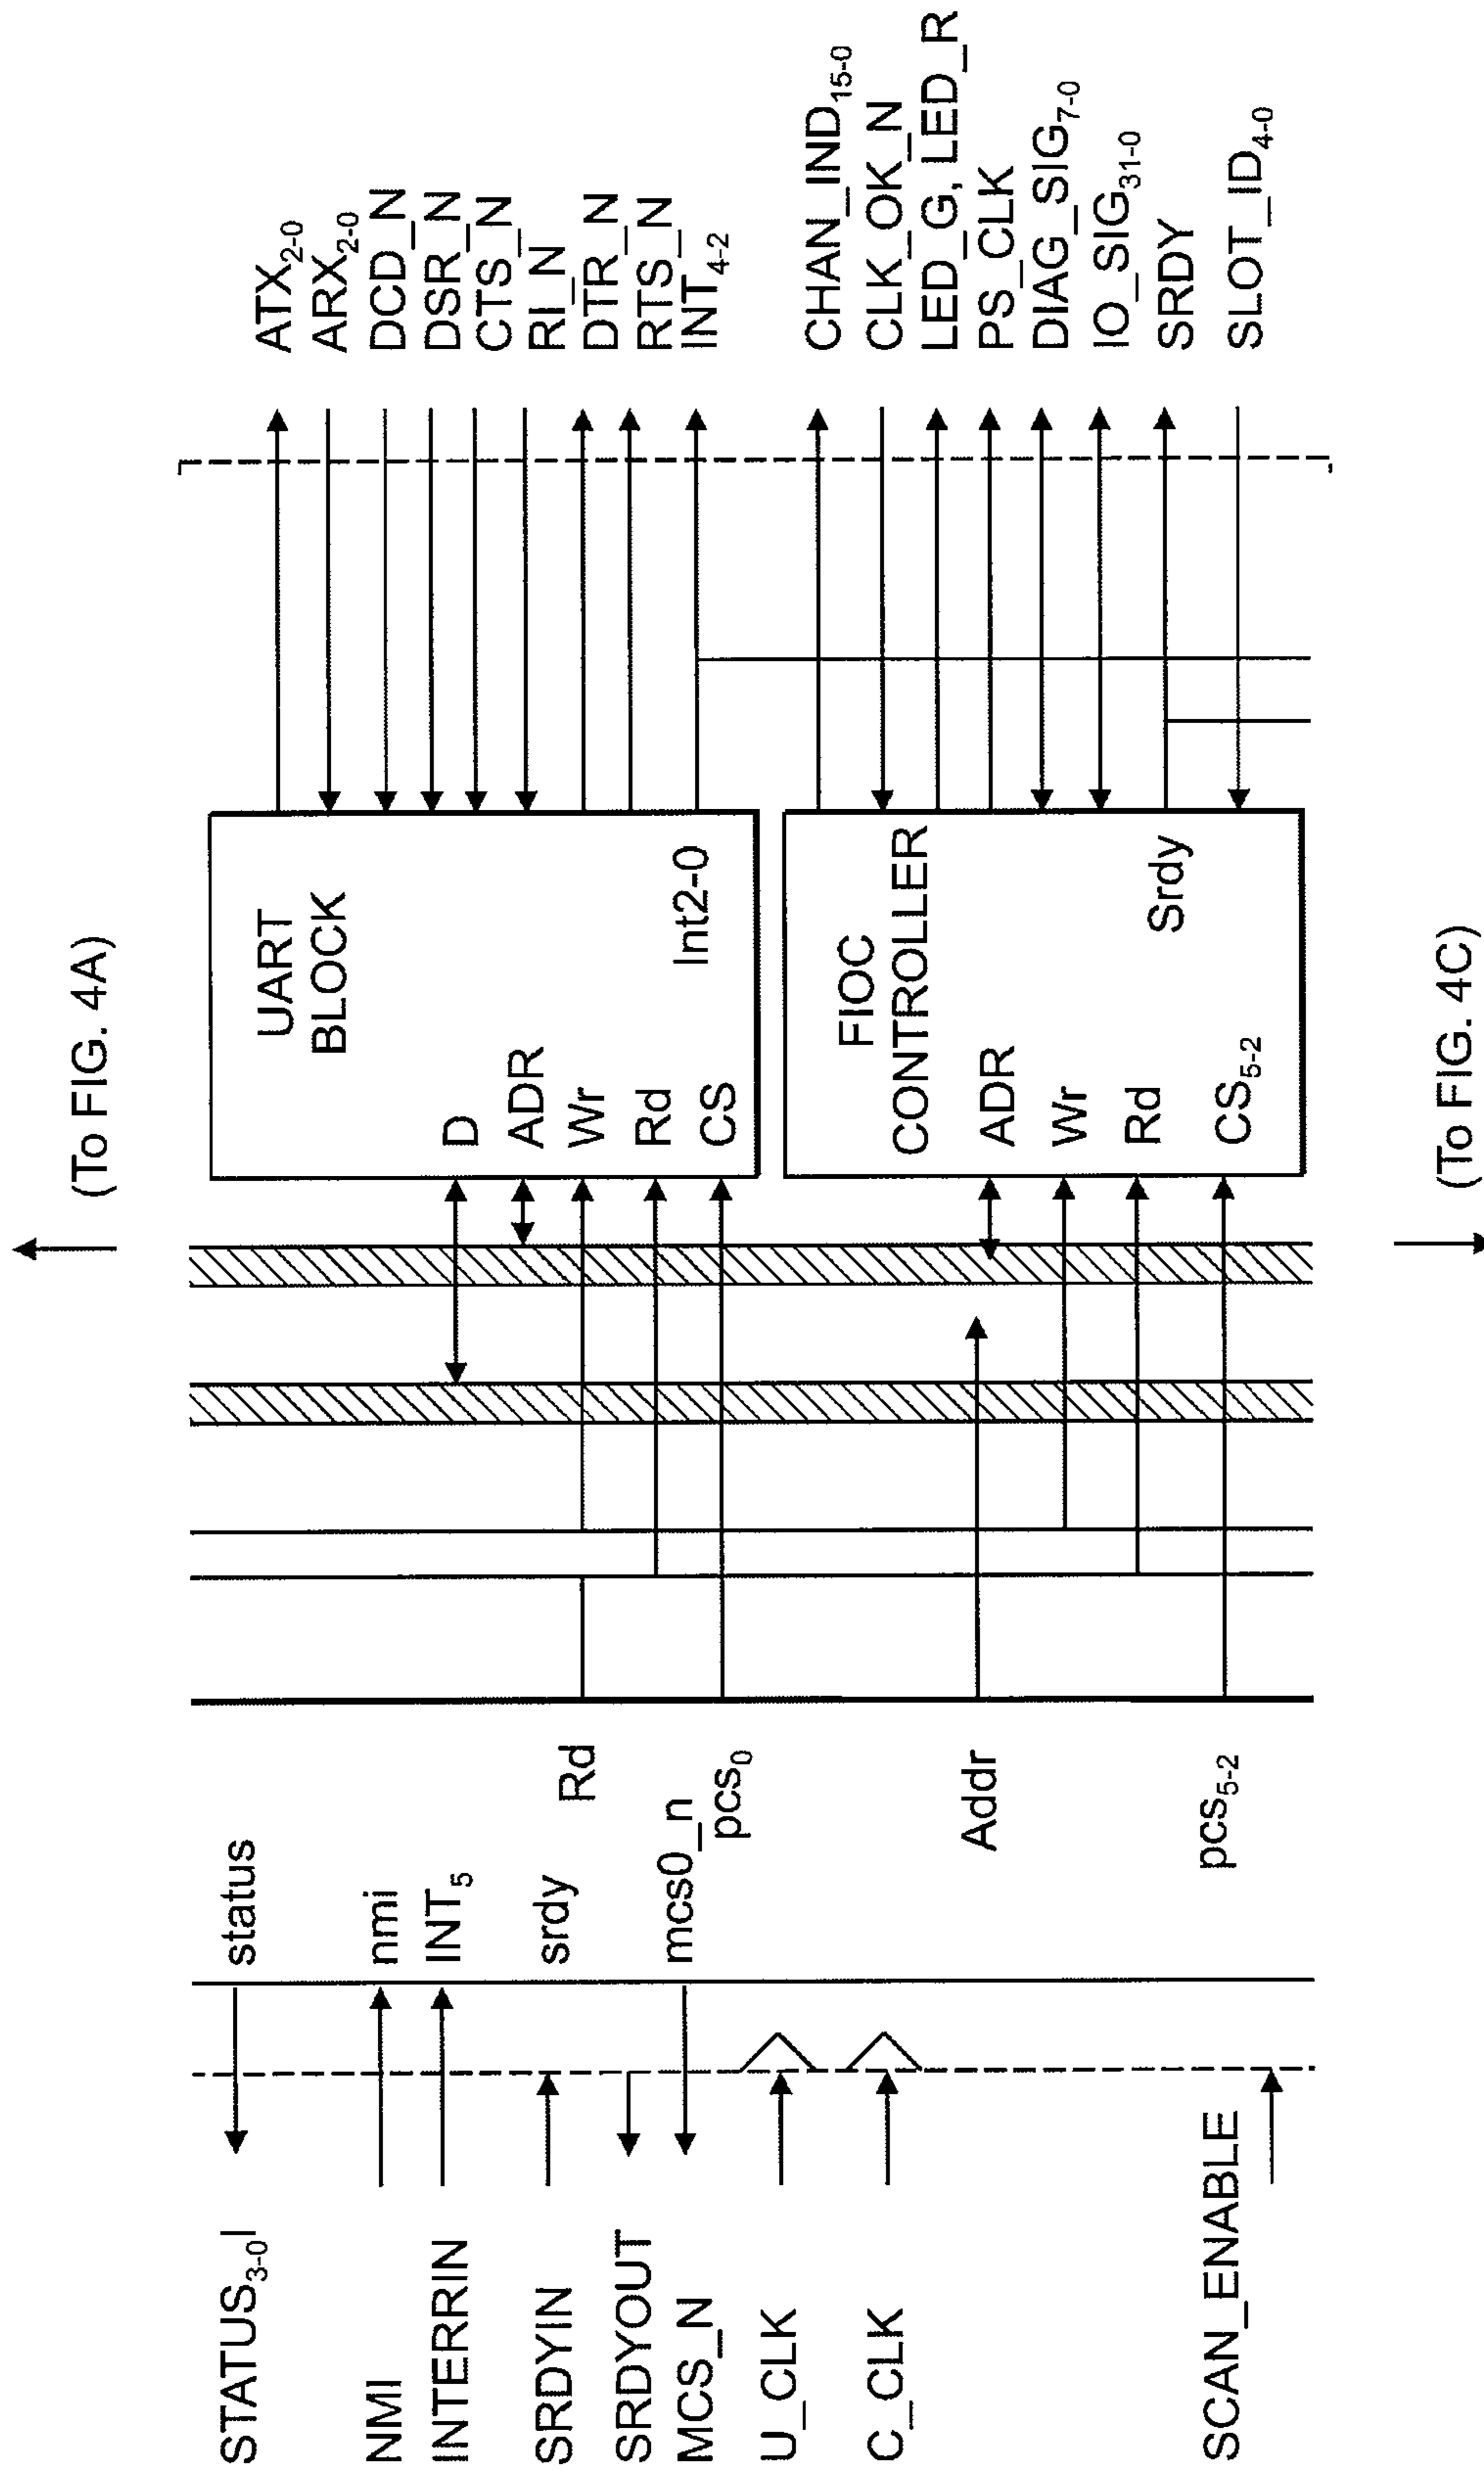 (To FIG. 4A)
STATUS3-0
status
NMI
nmi
INTERRIN
INT5
SRDYIN
srdy
SRDYOUT
MCS_N
mcs0_n
U_CLK
C_CLK
SCAN_ENABLE
Rd
pcs0
Addr
pcs5-2
UART
BLOCK
D
ADR
Wr
Rd
CS
Int2-0
FIOC
CONTROLLER
ADR
Wr
Rd
CS5-2
Srdy
ATX2-0
ARX2-0
DCD_N
DSR_N
CTS_N
RI_N
DTR_N
RTS_N
INT4-2
CHAN_IND15-0
CLK_OK_N
LED_G, LED_R
PS_CLK
DIAG_SIG7-0
IO_SIG31-0
SRDY
SLOT_ID4-0
(To FIG. 4C)